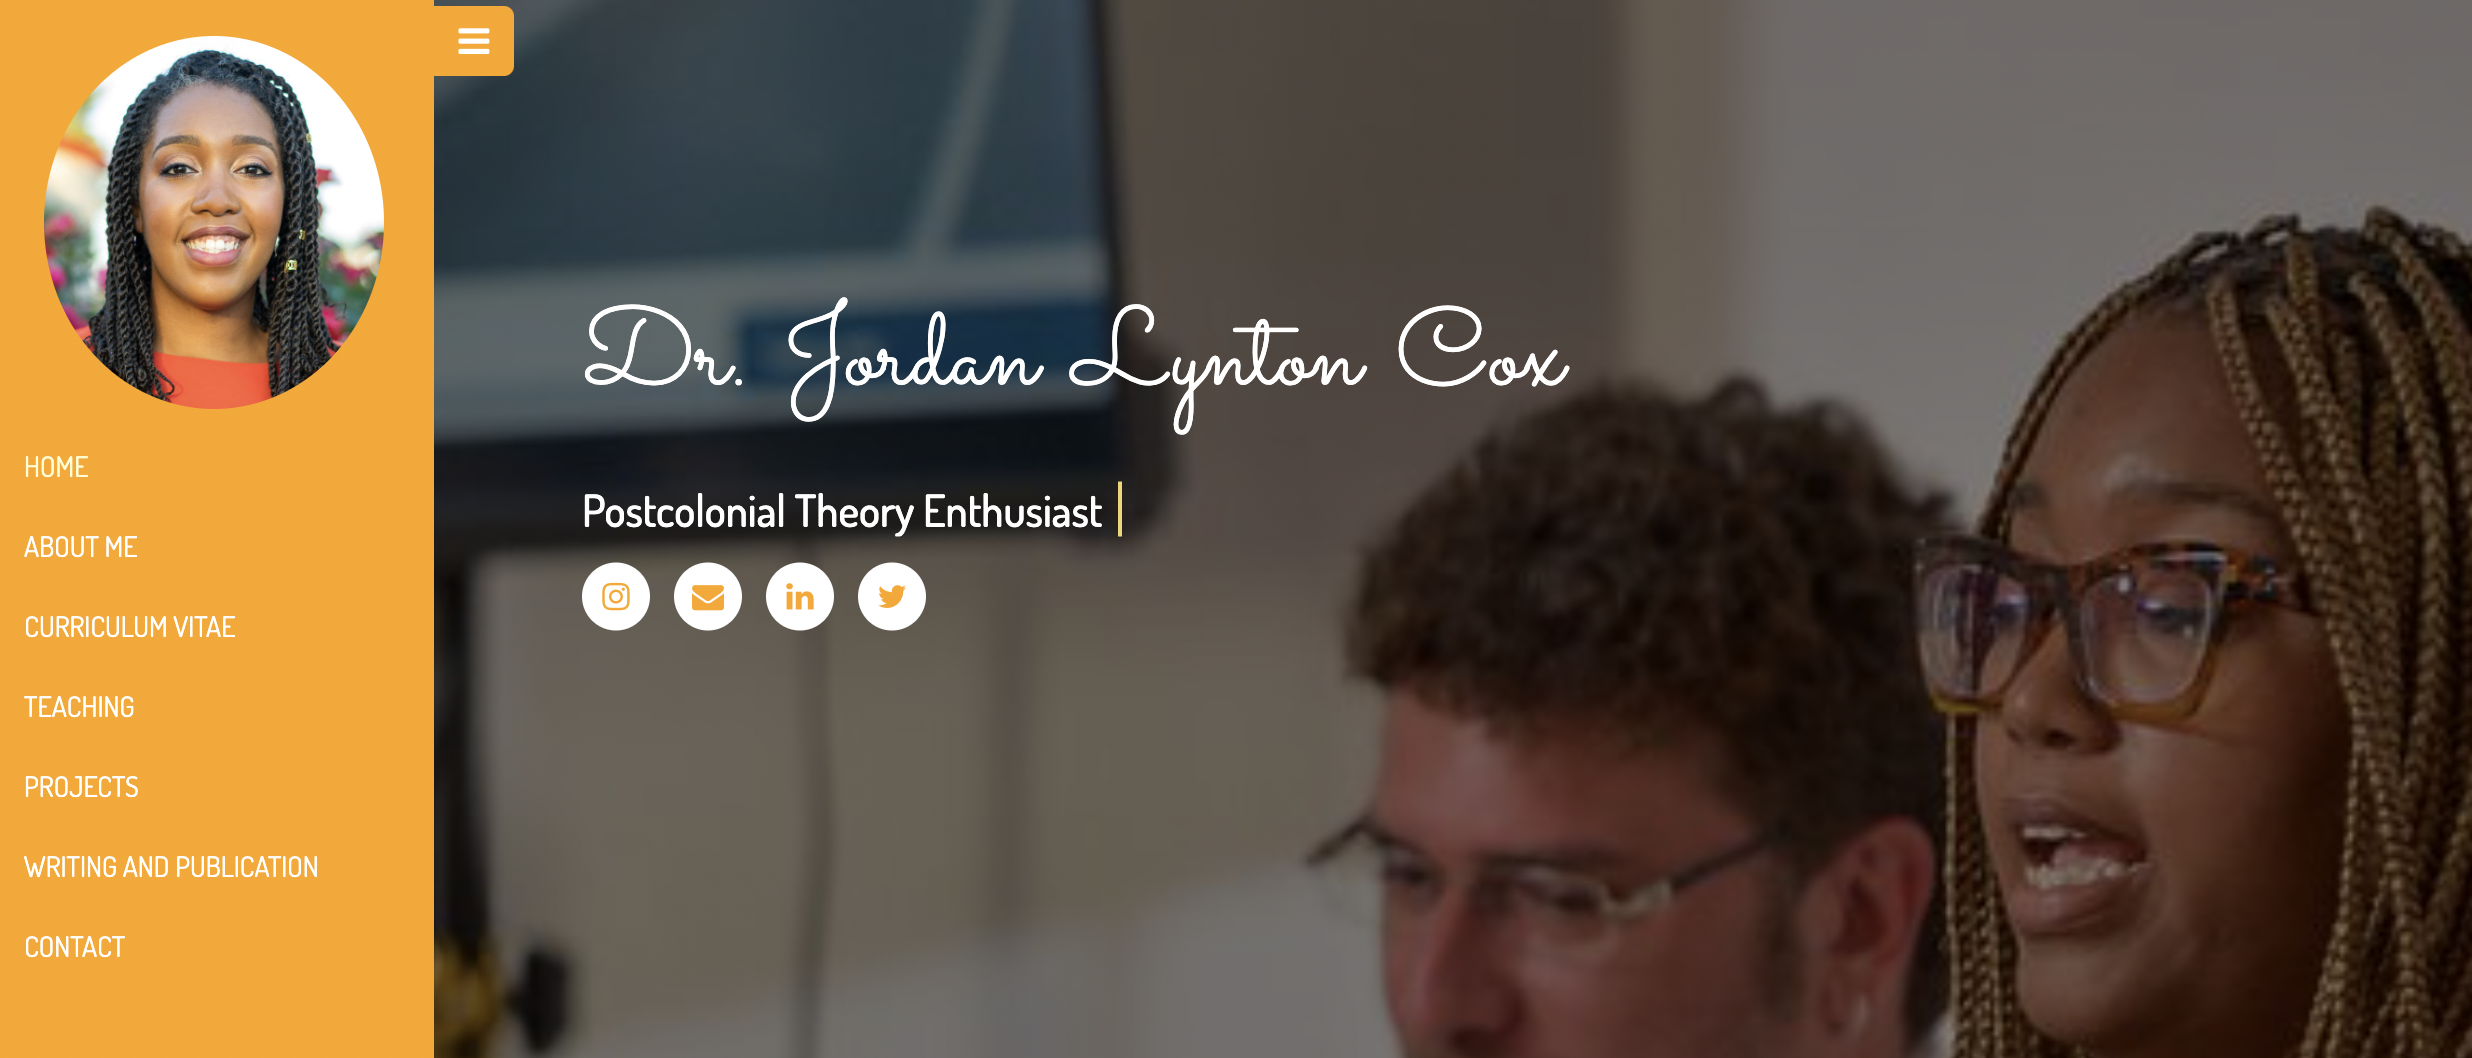 HOME
ABOUT ME
CURRICULUM VITAE
TEACHING
PROJECTS
WRITING AND PUBLICATION
CONTACT
Dr. Jordan Lynton Cox
Postcolonial Theory Enthusiast